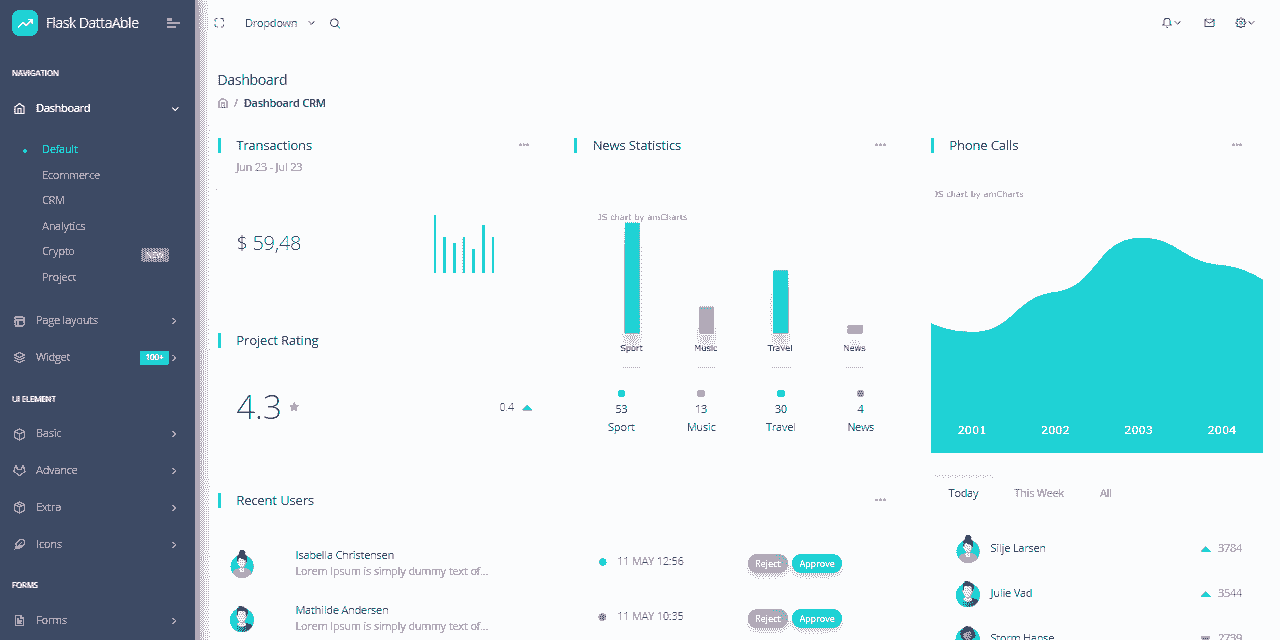 Flask DattaAble
Dropdown
NAVIGATION
Dashboard
Default
Ecommerce
CRM
Analytics
Crypto
NEW
Project
Page layouts
Widget
100+
UI ELEMENT
Basic
Advance
Extra
Icons
FORMS
Forms
Dashboard
/ Dashboard CRM
Transactions
Jun 23 - Jul 23
$ 59,48
Project Rating
4.3
0.4
News Statistics
JS chart by amCharts
Sport Music Travel News
53 13 30 4
Sport Music Travel News
Phone Calls
JS chart by amCharts
2001 2002 2003 2004
Recent Users
Isabella Christensen
Lorem Ipsum is simply dummy text of...
11 MAY 12:56
Reject Approve
Mathilde Andersen
Lorem Ipsum is simply dummy text of...
11 MAY 10:35
Reject Approve
Today This Week All
Silje Larsen 3784
Julie Vad 3544
Storm Hanse 2739